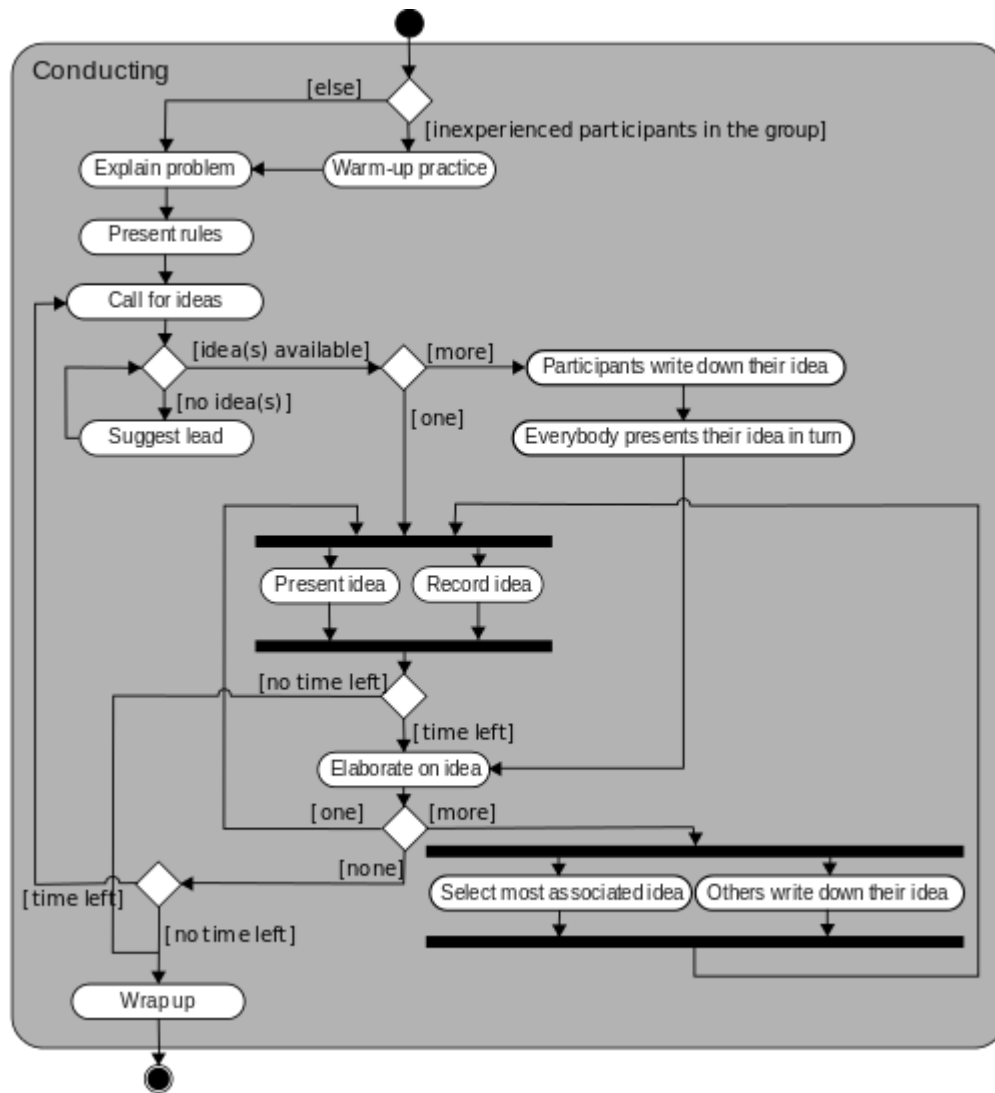 Conducting
[else]
[inexperienced participants in the group]
Explain problem
Warm-up practice
Present rules
Call for ideas
[idea(s) available]
[more]
Participants write down their idea
[no idea(s)]
[one]
Suggest lead
Everybody presents their idea in turn
Present idea
Record idea
[no time left]
[time left]
Elaborate on idea
[one]
[more]
[none]
Select most associated idea
Others write down their idea
[time left]
[no time left]
Wrap up